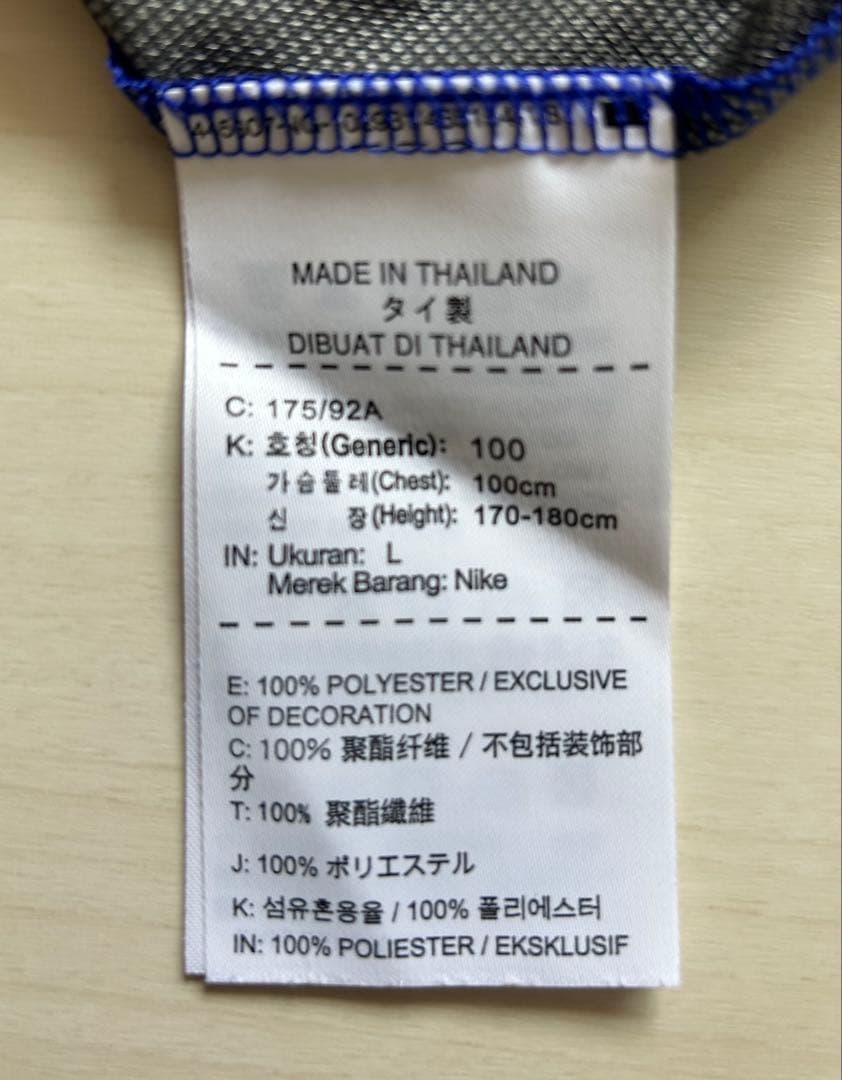 MADE IN THAILAND
タイ製
DIBUAT DI THAILAND
C: 175/92A
K: 호칭(Generic): 100
가슴둘레(Chest): 100cm
신 장(Height): 170-180cm
IN: Ukuran: L
Merek Barang: Nike
E: 100% POLYESTER / EXCLUSIVE
OF DECORATION
C: 100% 聚酯纤维 / 不包括装饰部
分
T: 100% 聚酯纖維
J: 100% ポリエステル
K: 섬유혼용율 / 100% 폴리에스터
IN: 100% POLIESTER / EKSKLUSIF